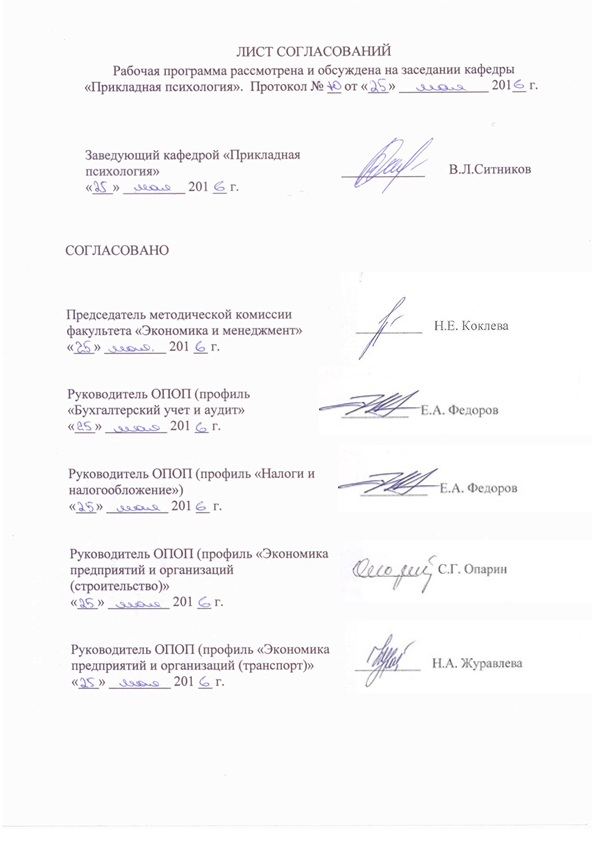 ЛИСТ СОГЛАСОВАНИЙ
Рабочая программа рассмотрена и обсуждена на заседании кафедры
«Прикладная психология». Протокол № 10 от «25» мая 2016 г.
Заведующий кафедрой «Прикладная
психология» В.Л.Ситников
«25» мая 2016 г.
СОГЛАСОВАНО
Председатель методической комиссии
факультета «Экономика и менеджмент» Н.Е. Коклева
«25» мая 2016 г.
Руководитель ОПОП (профиль
«Бухгалтерский учет и аудит» Е.А. Федоров
«25» мая 2016 г.
Руководитель ОПОП (профиль «Налоги и
налогообложение») Е.А. Федоров
«25» мая 2016 г.
Руководитель ОПОП (профиль «Экономика
предприятий и организаций С.Г. Опарин
(строительство)»
«25» мая 2016 г.
Руководитель ОПОП (профиль «Экономика
предприятий и организаций (транспорт)» Н.А. Журавлева
«25» мая 2016 г.